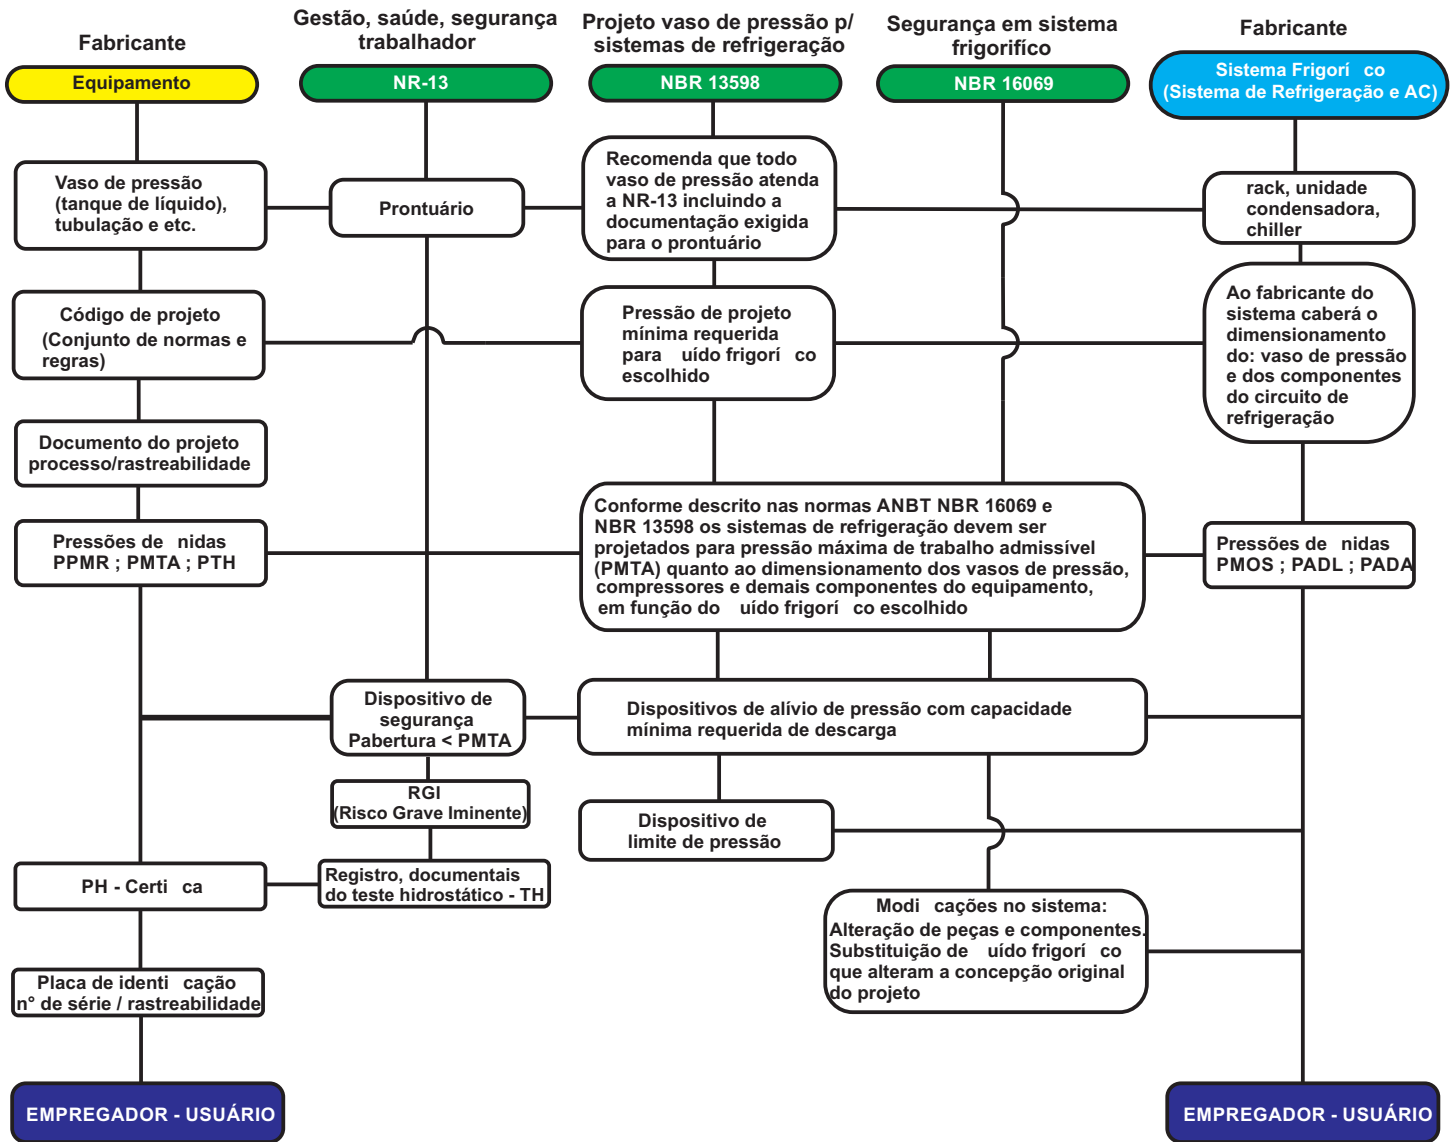 Fabricante
Gestão, saúde, segurança
trabalhador
Projeto vaso de pressão p/
sistemas de refrigeração
Segurança em sistema
frigorifíco
Fabricante
Equipamento
NR-13
NBR 13598
NBR 16069
Sistema Frigorí co
(Sistema de Refrigeração e AC)
Vaso de pressão
(tanque de líquido),
tubulação e etc.
Prontuário
Recomenda que todo
vaso de pressão atenda
a NR-13 incluindo a
documentação exigida
para o prontuário
rack, unidade
condensadora,
chiller
Código de projeto
(Conjunto de normas e
regras)
Pressão de projeto
mínima requerida
para uído frigorí co
escolhido
Ao fabricante do
sistema caberá o
dimensionamento
do: vaso de pressão
e dos componentes
do circuito de
refrigeração
Documento do projeto
processo/rastreabilidade
Pressões de nidas
PPMR ; PMTA ; PTH
Conforme descrito nas normas ANBT NBR 16069 e
NBR 13598 os sistemas de refrigeração devem ser
projetados para pressão máxima de trabalho admissível
(PMTA) quanto ao dimensionamento dos vasos de pressão,
compressores e demais componentes do equipamento,
em função do uído frigorí co escolhido
Pressões de nidas
PMOS ; PADL ; PADA
Dispositivo de
segurança
Pabertura < PMTA
Dispositivos de alívio de pressão com capacidade
mínima requerida de descarga
RGI
(Risco Grave Iminente)
Dispositivo de
limite de pressão
PH - Certi ca
Registro, documentais
do teste hidrostático - TH
Modi cações no sistema:
Alteração de peças e componentes.
Substituição de uído frigorí co
que alteram a concepção original
do projeto
Placa de identi cação
n° de série / rastreabilidade
EMPREGADOR - USUÁRIO
EMPREGADOR - USUÁRIO